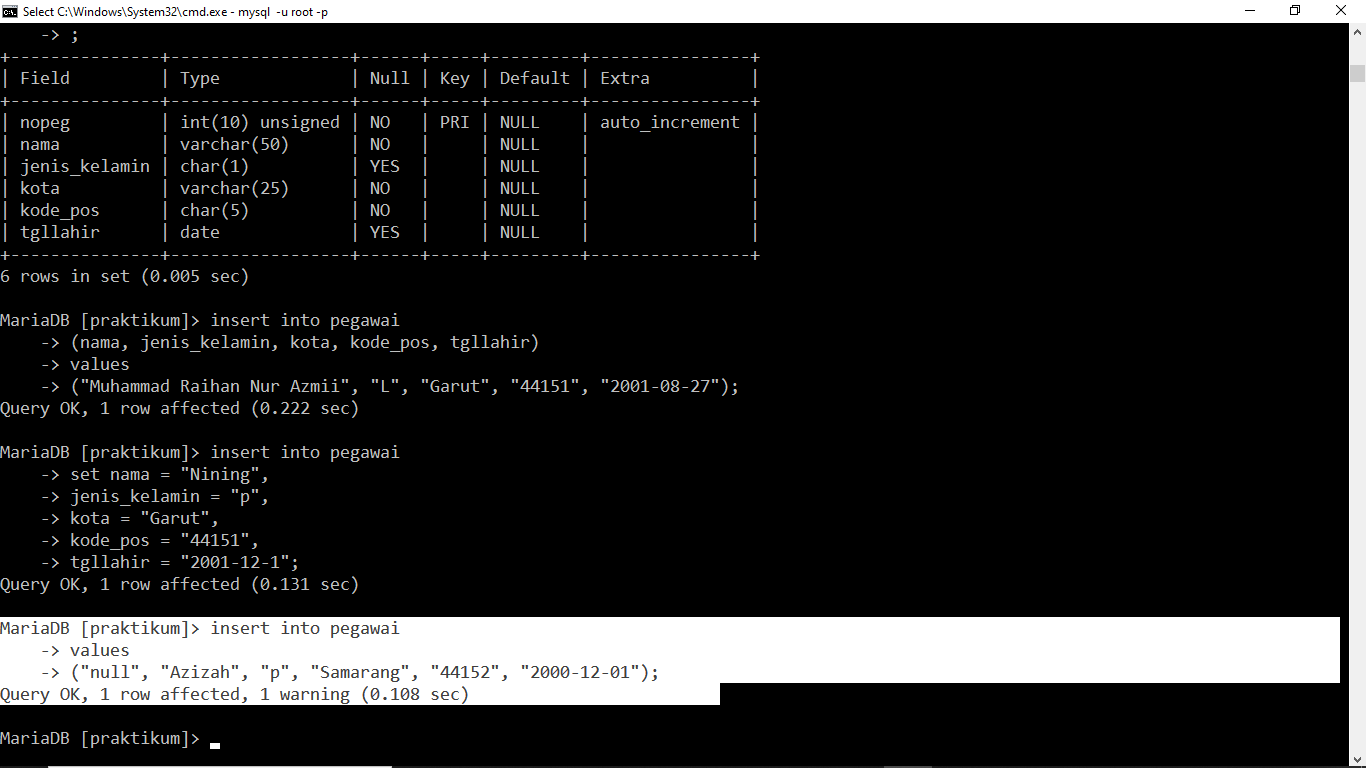 Select C:\Windows\System32\cmd.exe - mysql -u root -p
    -> ;
+---------------+------------------+------+-----+---------+----------------+
| Field         | Type             | Null | Key | Default | Extra          |
+---------------+------------------+------+-----+---------+----------------+
| nopeg         | int(10) unsigned | NO   | PRI | NULL    | auto_increment |
| nama          | varchar(50)      | NO   |     | NULL    |                |
| jenis_kelamin | char(1)          | YES  |     | NULL    |                |
| kota          | varchar(25)      | NO   |     | NULL    |                |
| kode_pos      | char(5)          | NO   |     | NULL    |                |
| tgllahir      | date             | YES  |     | NULL    |                |
+---------------+------------------+------+-----+---------+----------------+
6 rows in set (0.005 sec)

MariaDB [praktikum]> insert into pegawai
    -> (nama, jenis_kelamin, kota, kode_pos, tgllahir)
    -> values
    -> ("Muhammad Raihan Nur Azmii", "L", "Garut", "44151", "2001-08-27");
Query OK, 1 row affected (0.222 sec)

MariaDB [praktikum]> insert into pegawai
    -> set nama = "Nining",
    -> jenis_kelamin = "p",
    -> kota = "Garut",
    -> kode_pos = "44151",
    -> tgllahir = "2001-12-1";
Query OK, 1 row affected (0.131 sec)

MariaDB [praktikum]> insert into pegawai
    -> values
    -> ("null", "Azizah", "p", "Samarang", "44152", "2000-12-01");
Query OK, 1 row affected, 1 warning (0.108 sec)

MariaDB [praktikum]>